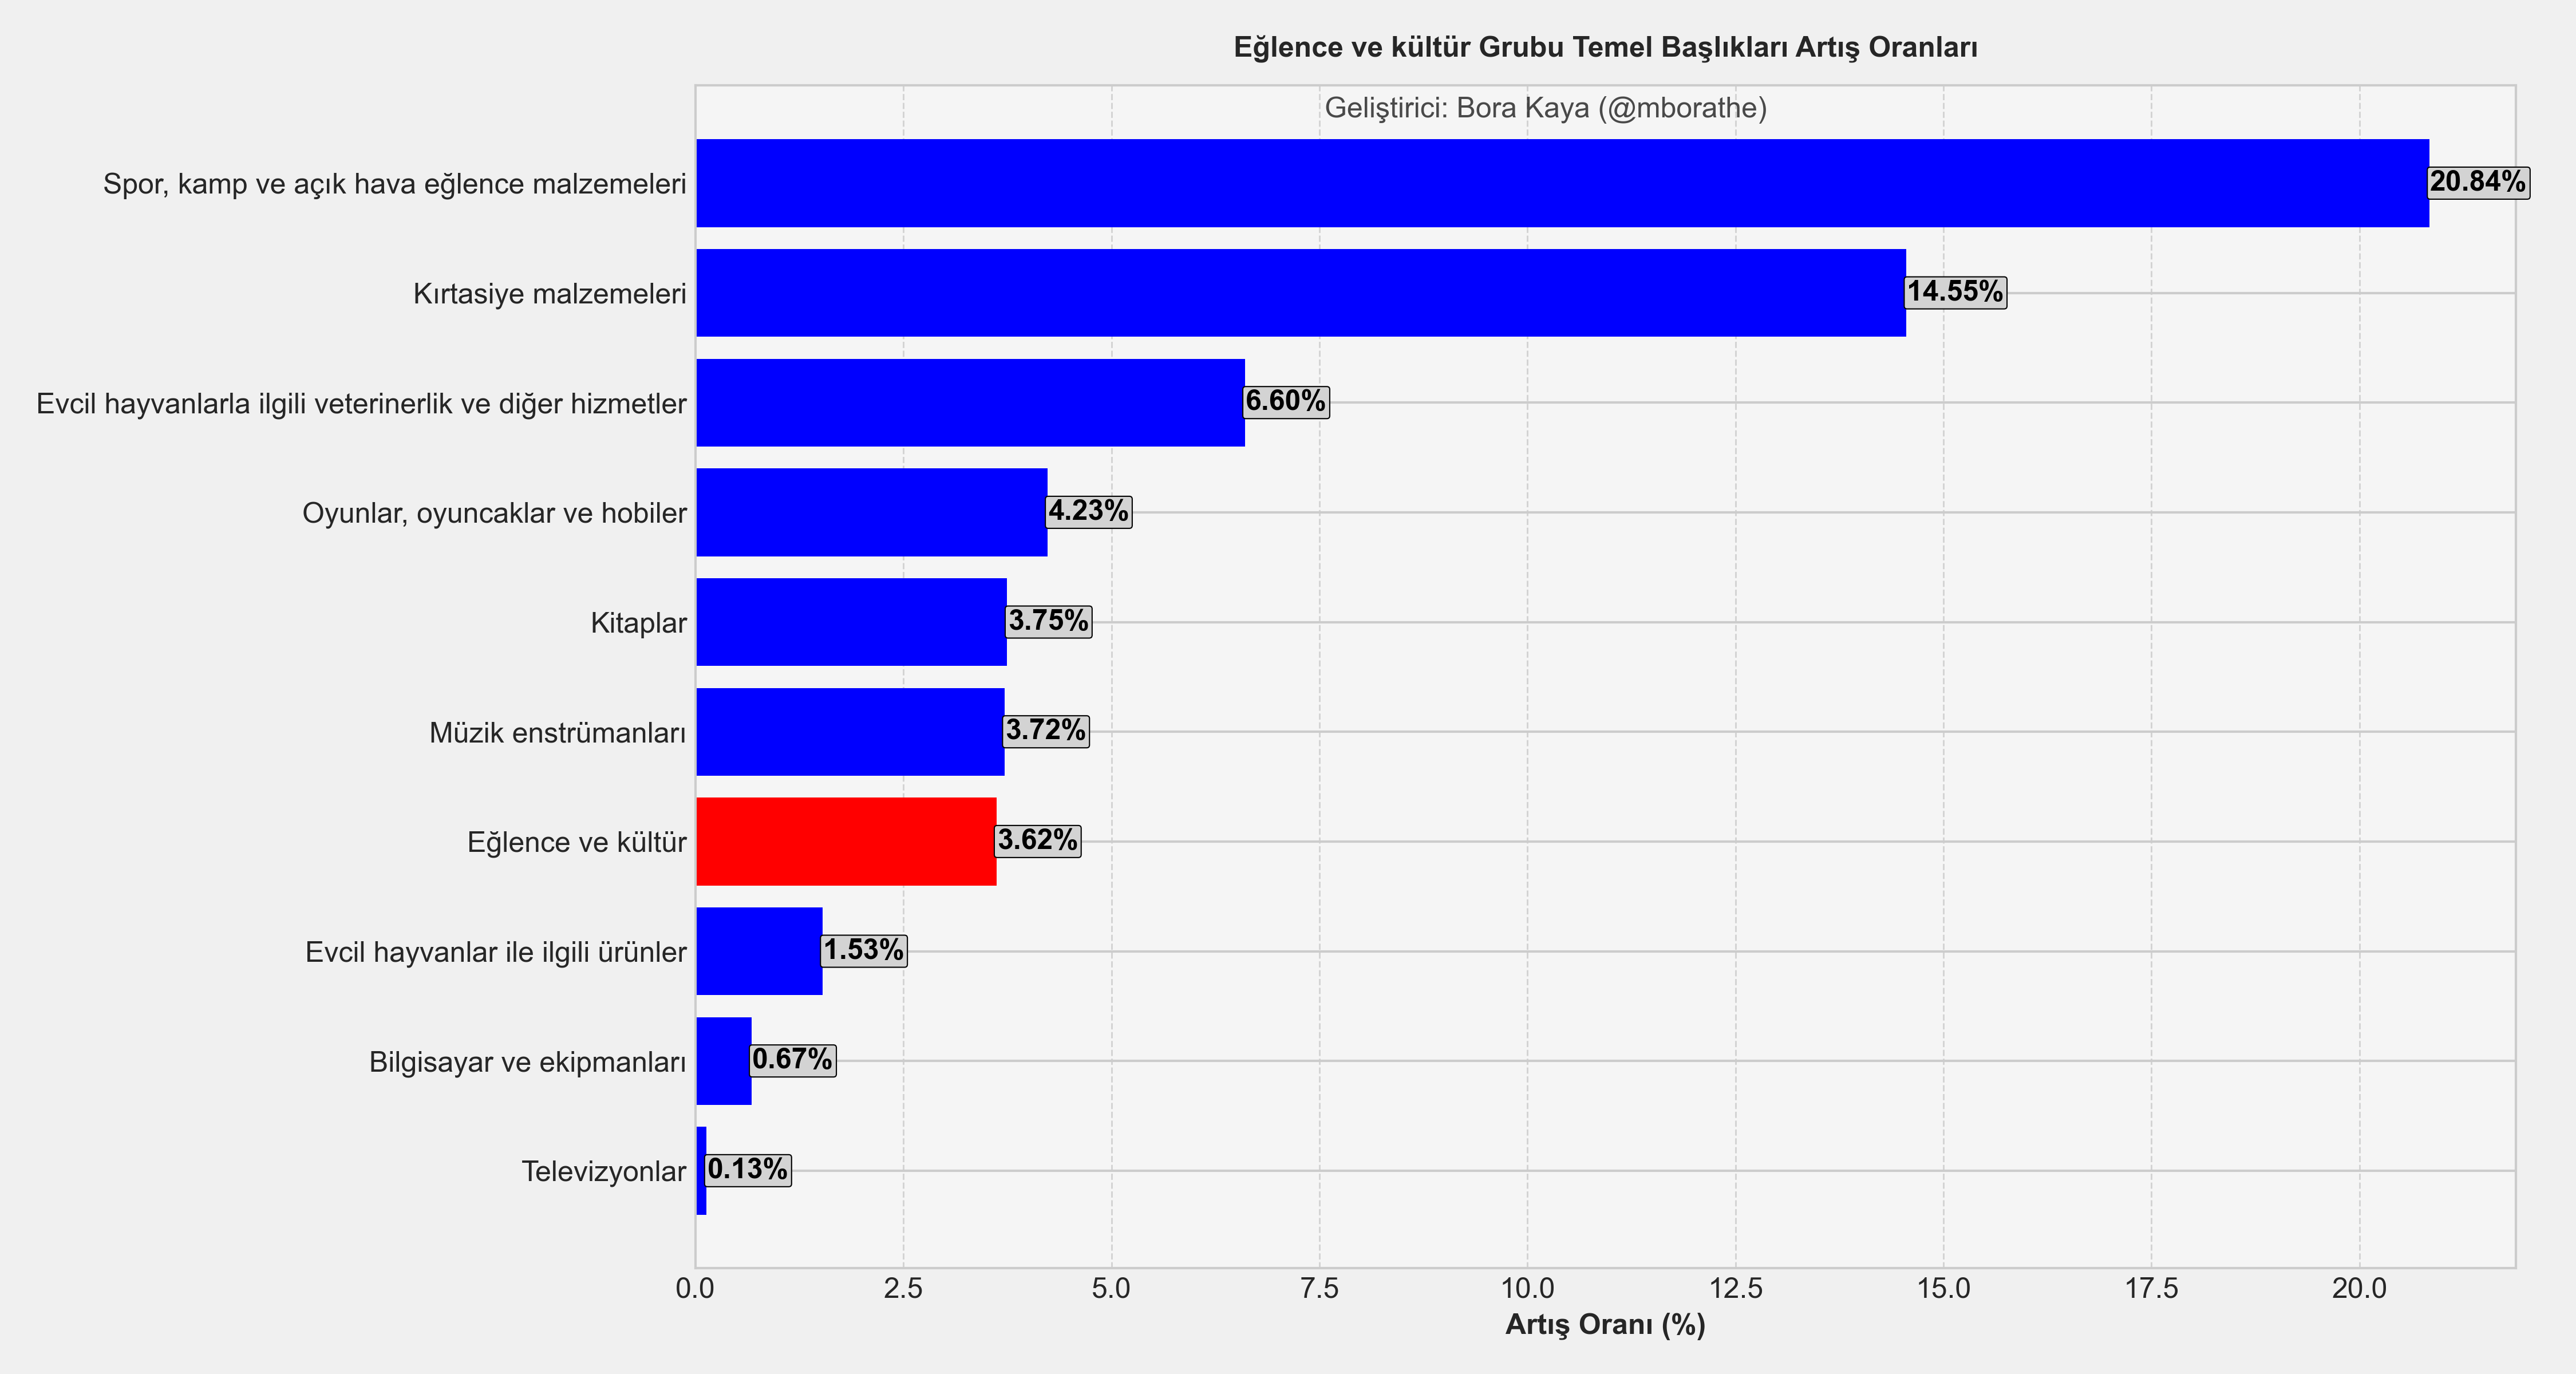 Eğlence ve kültür Grubu Temel Başlıkları Artış Oranları
Geliştirici: Bora Kaya (@mborathe)
Spor, kamp ve açık hava eğlence malzemeleri
20.84%
Kırtasiye malzemeleri
14.55%
Evcil hayvanlarla ilgili veterinerlik ve diğer hizmetler
6.60%
Oyunlar, oyuncaklar ve hobiler
4.23%
Kitaplar
3.75%
Müzik enstrümanları
3.72%
Eğlence ve kültür
3.62%
Evcil hayvanlar ile ilgili ürünler
1.53%
Bilgisayar ve ekipmanları
0.67%
Televizyonlar
0.13%
0.0 2.5 5.0 7.5 10.0 12.5 15.0 17.5 20.0
Artış Oranı (%)